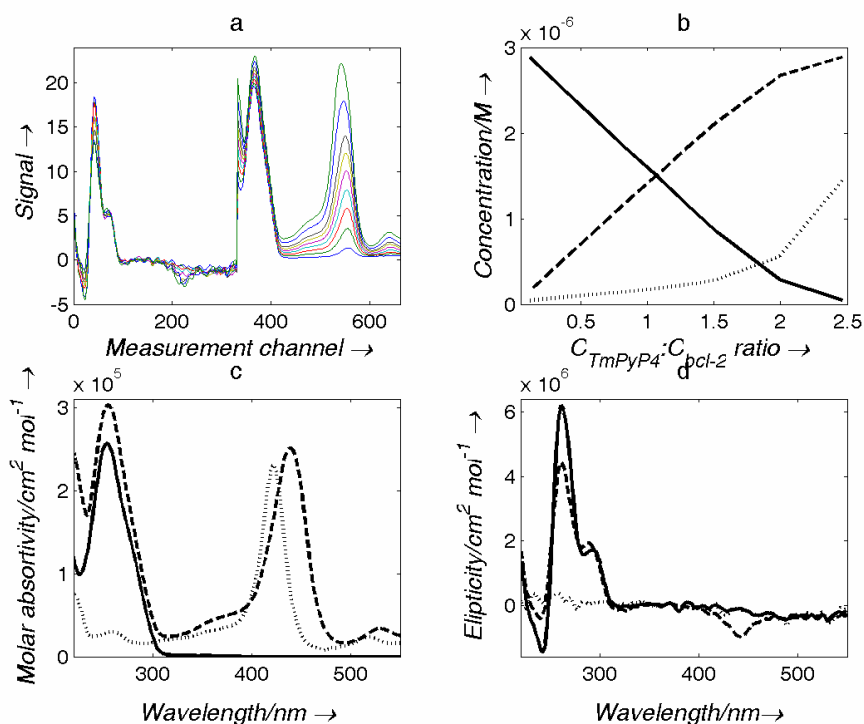 a
Signal →
20
15
10
5
0
-5
0 200 400 600
Measurement channel →
b
x 10⁻⁶
Concentration/M →
3
2
1
0
0.5 1 1.5 2 2.5
C_TmPyP4:C_bcl-2 ratio →
c
x 10⁵
Molar absortivity/cm² mol⁻¹ →
3
2
1
0
300 400 500
Wavelength/nm →
d
x 10⁶
Elipticity/cm² mol⁻¹ →
6
4
2
0
300 400 500
Wavelength/nm→